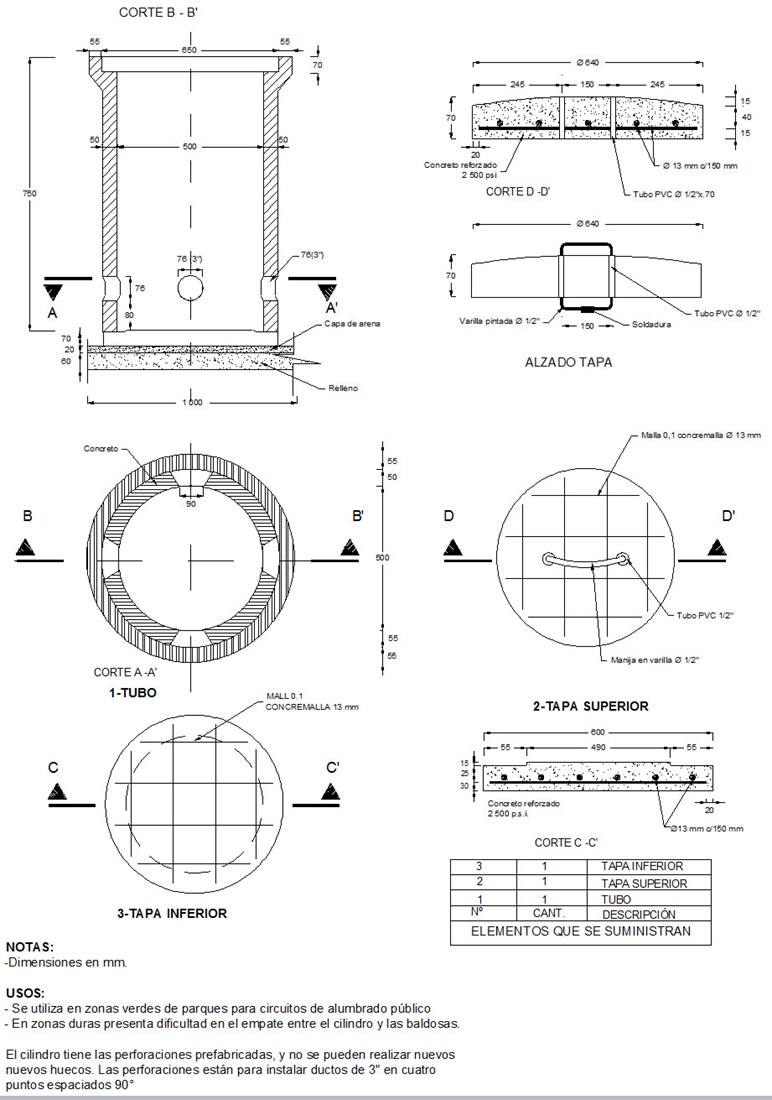 CORTE B - B'
55
650
55
70
50
500
50
750
76 (3")
76(3")
76
A
A'
80
Capa de arena
70
20
60
Relleno
1 000
Ø 640
245
150
245
70
15
40
15
20
Concreto reforzado
2 500 psi
Ø 13 mm c/150 mm
CORTE D -D'
Tubo PVC Ø 1/2"x.70
Ø 640
70
Varilla pintada Ø 1/2"
150
Soldadura
Tubo PVC Ø 1/2"
ALZADO TAPA
Concreto
55
50
90
B
B'
500
55
55
CORTE A -A'
1-TUBO
Malla 0,1 concremalla Ø 13 mm
D
D'
Tubo PVC 1/2"
Manija en varilla Ø 1/2"
2-TAPA SUPERIOR
MALL 0.1
CONCREMALLA 13 mm
C
C'
3-TAPA INFERIOR
600
55
490
55
15
25
30
Concreto reforzado
2 500 p.s.i.
20
Ø13 mm c/150 mm
CORTE C -C'
3 1 TAPA INFERIOR
2 1 TAPA SUPERIOR
1 1 TUBO
Nº CANT. DESCRIPCIÓN
ELEMENTOS QUE SE SUMINISTRAN
NOTAS:
-Dimensiones en mm.
USOS:
- Se utiliza en zonas verdes de parques para circuitos de alumbrado público
- En zonas duras presenta dificultad en el empate entre el cilindro y las baldosas.
El cilindro tiene las perforaciones prefabricadas, y no se pueden realizar nuevos
nuevos huecos. Las perforaciones están para instalar ductos de 3" en cuatro
puntos espaciados 90°